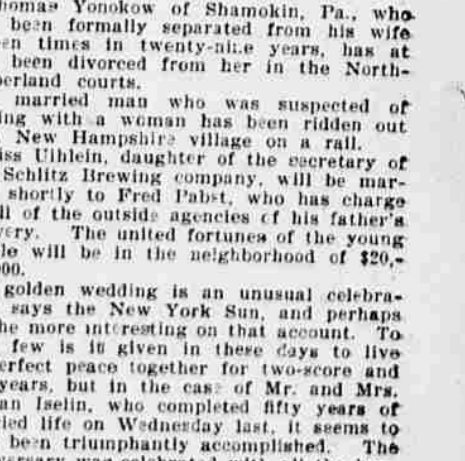 homas Yonokow of Shamokin, Pa., who
been formally separated from his wife
en times in twenty-nine years, has at
been divorced from her in the North-
berland courts.
married man who was suspected of
ing with a woman has been ridden out
New Hampshire village on a rail.
iss Uihlein, daughter of the secretary of
Schlitz Brewing company, will be mar-
shortly to Fred Pabst, who has charge
ll of the outside agencies of his father's
very. The united fortunes of the young
le will be in the neighborhood of $20,-
000.
golden wedding is an unusual celebra-
says the New York Sun, and perhaps
he more interesting on that account. To
few is it given in these days to live
erfect peace together for two-score and
years, but in the case of Mr. and Mrs.
an Iselin, who completed fifty years of
ried life on Wednesday last, it seems to
been triumphantly accomplished. The